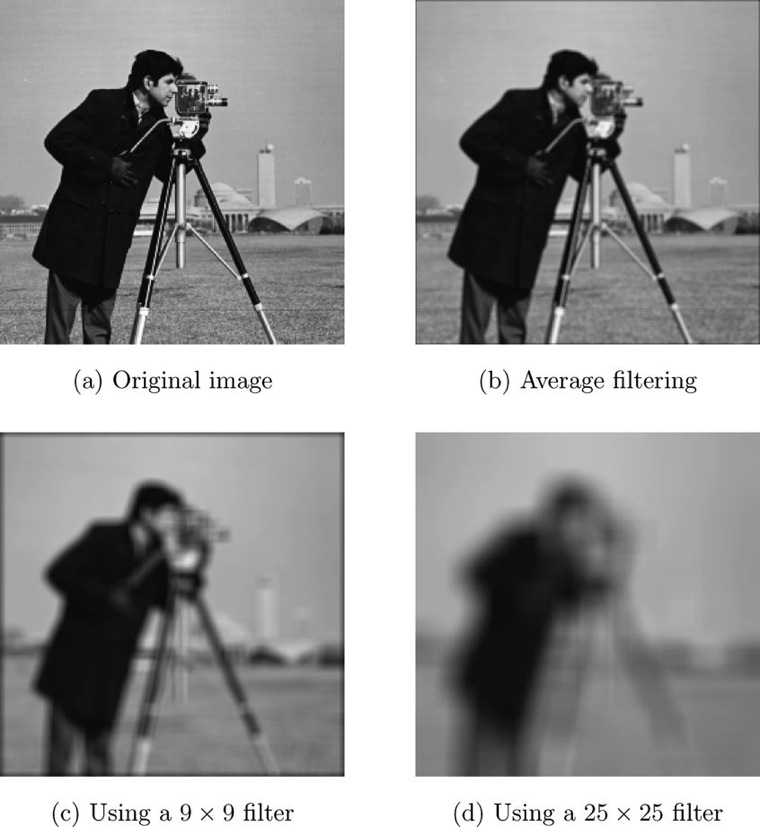 (a) Original image
(b) Average filtering
(c) Using a 9 × 9 filter
(d) Using a 25 × 25 filter